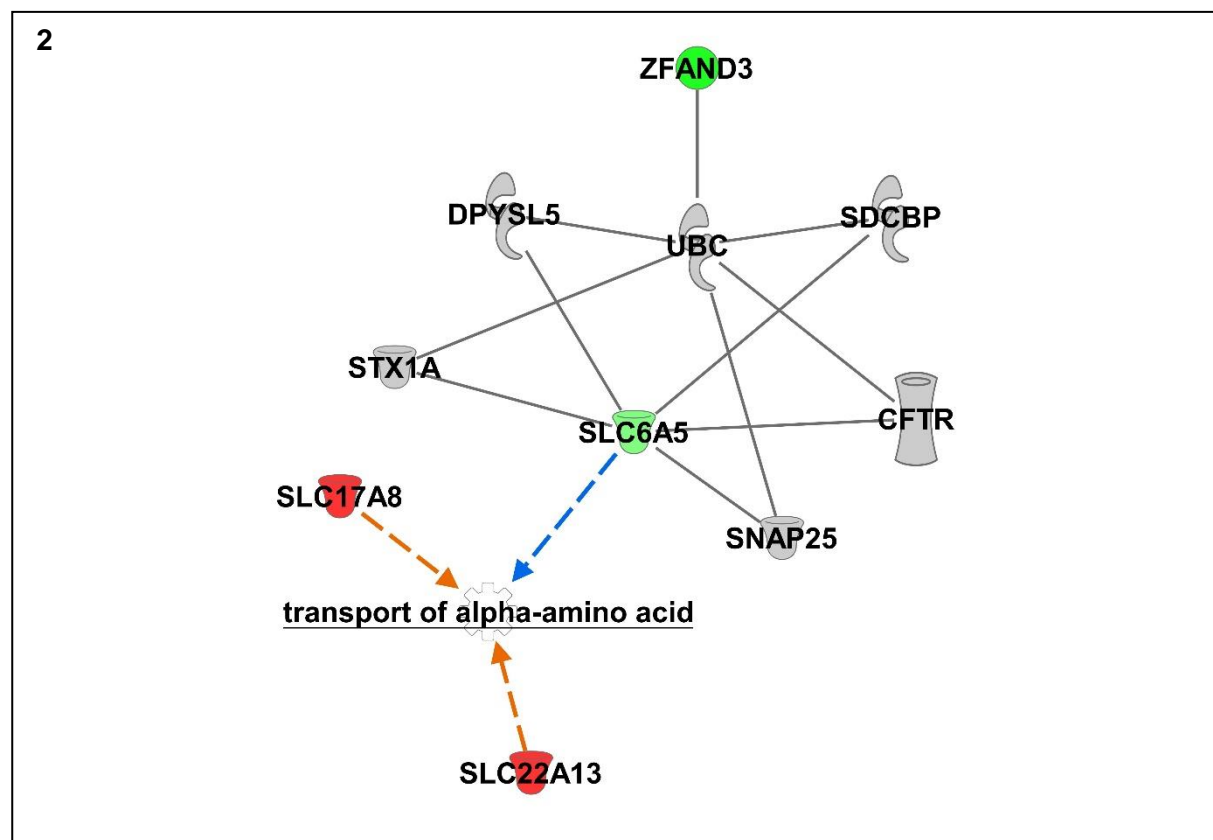 2
ZFAND3
DPYSL5
SDCBP
UBC
STX1A
CFTR
SLC6A5
SLC17A8
SNAP25
transport of alpha-amino acid
SLC22A13